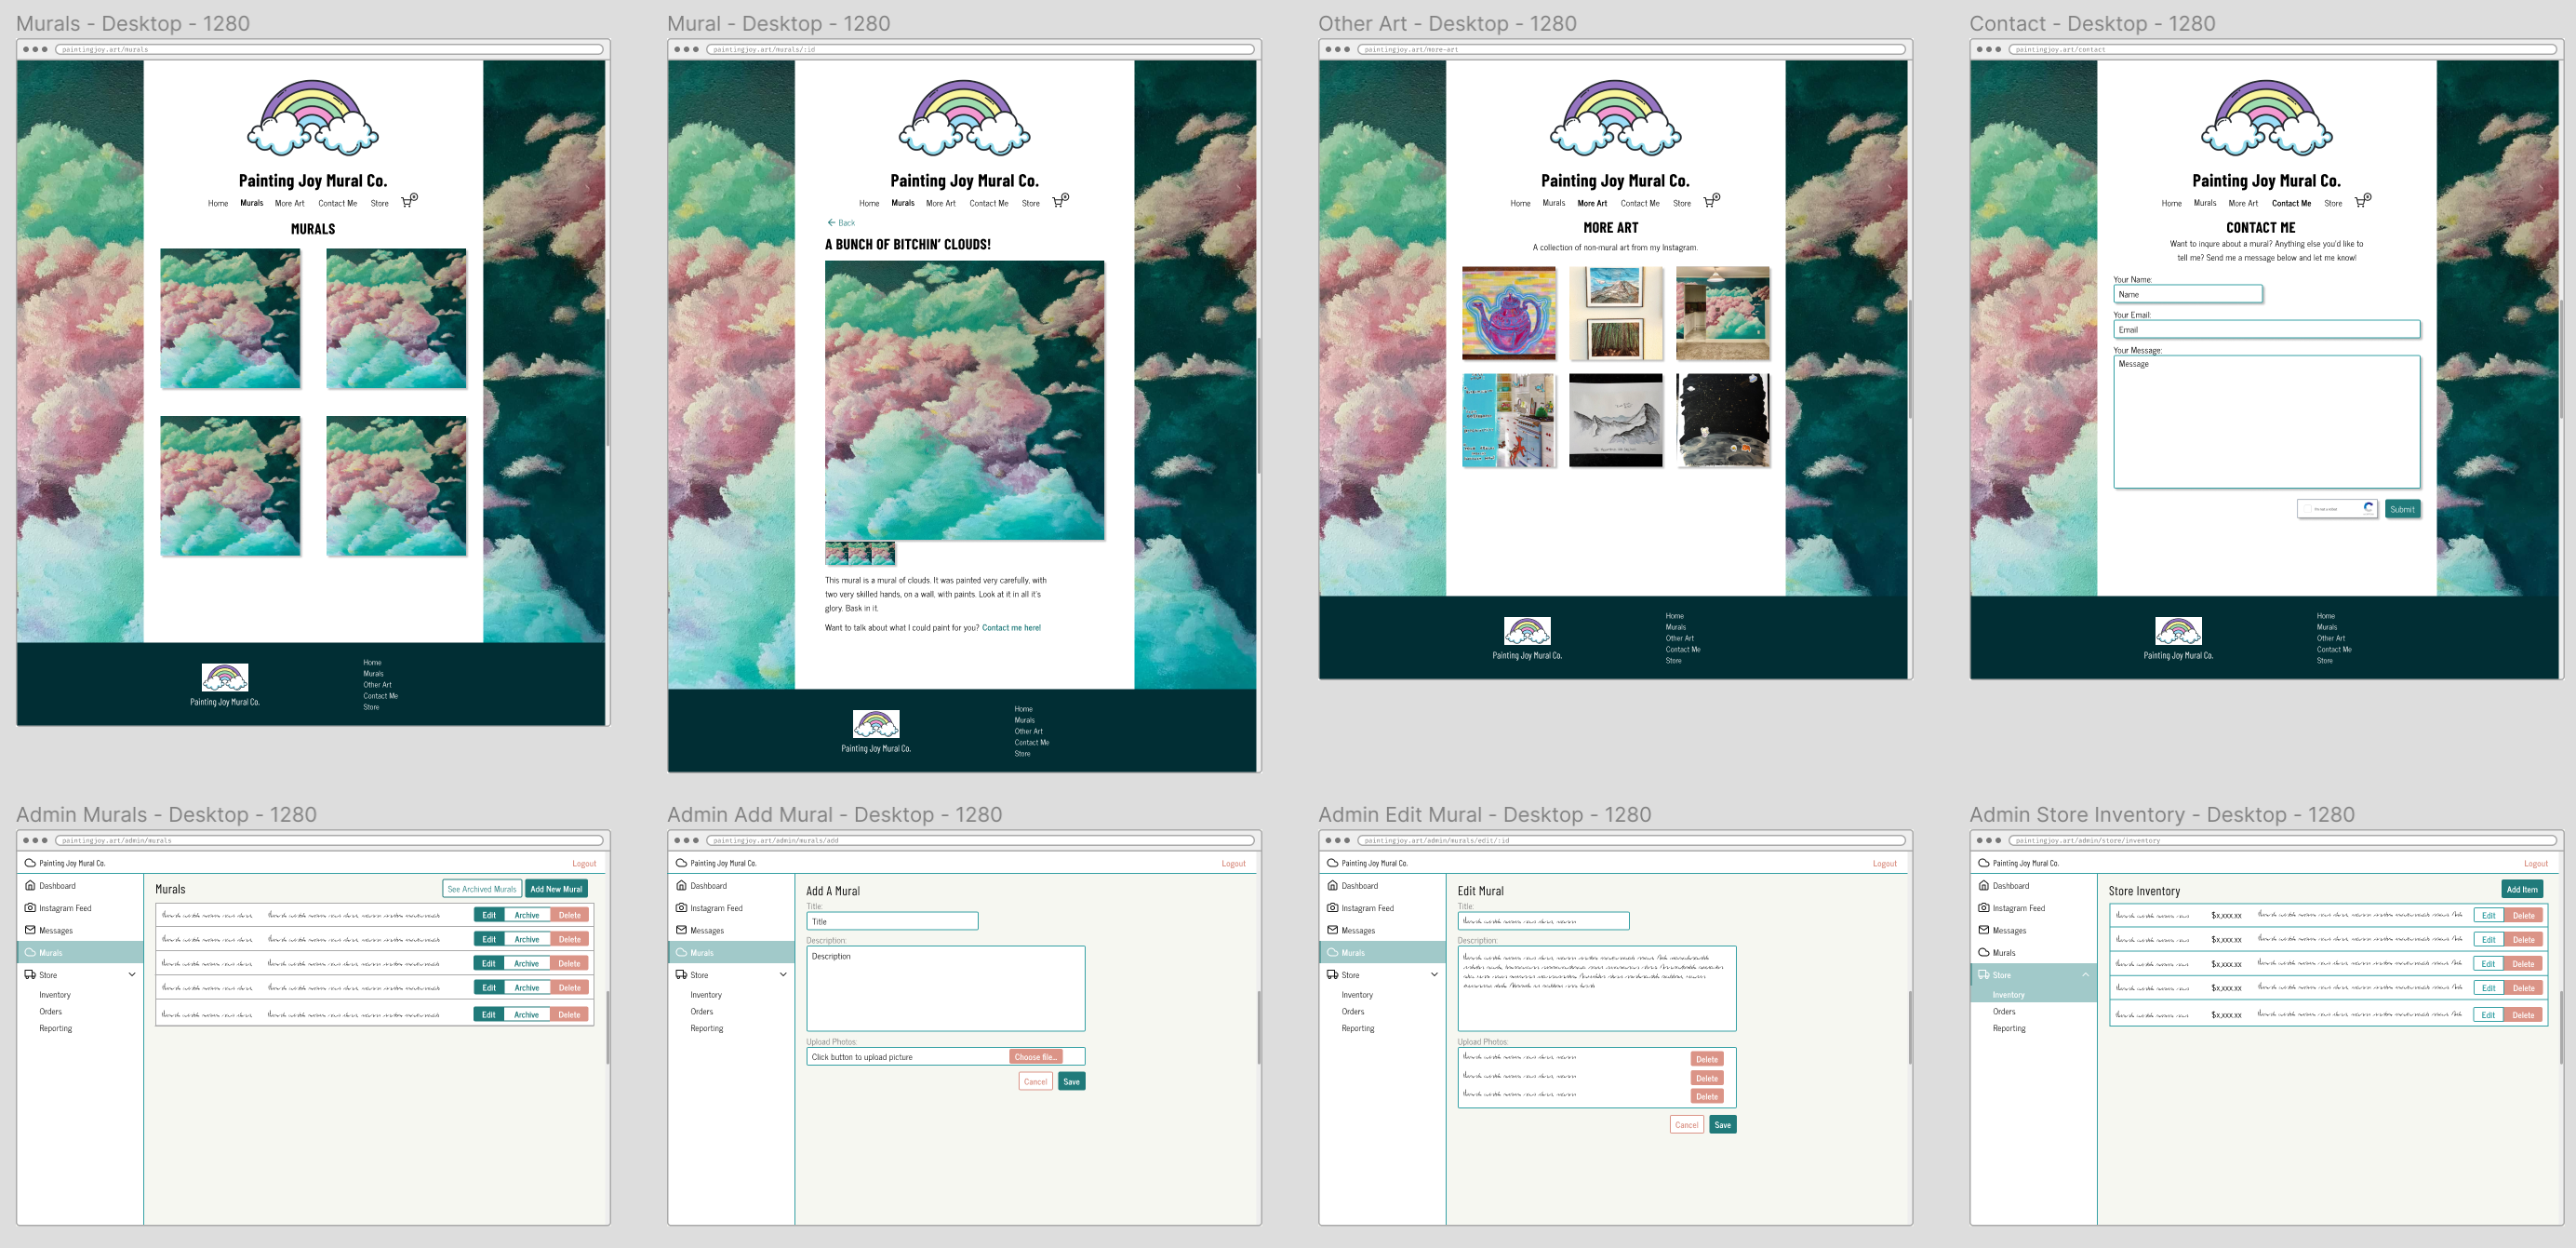 Murals - Desktop - 1280
paintingjoy.art/murals
Painting Joy Mural Co.
Home Murals More Art Contact Me Store
MURALS
Painting Joy Mural Co.
Home
Murals
Other Art
Contact Me
Store
Mural - Desktop - 1280
paintingjoy.art/murals/:id
Painting Joy Mural Co.
Home Murals More Art Contact Me Store
Back
A BUNCH OF BITCHIN' CLOUDS!
This mural is a mural of clouds. It was painted very carefully, with
two very skilled hands, on a wall, with paints. Look at it in all it's
glory. Bask in it.
Want to talk about what I could paint for you? Contact me here!
Painting Joy Mural Co.
Home
Murals
Other Art
Contact Me
Store
Other Art - Desktop - 1280
paintingjoy.art/more-art
Painting Joy Mural Co.
Home Murals More Art Contact Me Store
MORE ART
A collection of non-mural art from my Instagram.
Painting Joy Mural Co.
Home
Murals
Other Art
Contact Me
Store
Contact - Desktop - 1280
paintingjoy.art/contact
Painting Joy Mural Co.
Home Murals More Art Contact Me Store
CONTACT ME
Want to inqure about a mural? Anything else you'd like to
tell me? Send me a message below and let me know!
Your Name:
Name
Your Email:
Email
Your Message:
Message
Submit
Painting Joy Mural Co.
Home
Murals
Other Art
Contact Me
Store
Admin Murals - Desktop - 1280
paintingjoy.art/admin/murals
Painting Joy Mural Co. Logout
Dashboard
Instagram Feed
Messages
Murals
Store
Inventory
Orders
Reporting
Murals See Archived Murals Add New Mural
Edit Archive Delete
Edit Archive Delete
Edit Archive Delete
Edit Archive Delete
Edit Archive Delete
Admin Add Mural - Desktop - 1280
paintingjoy.art/admin/murals/add
Painting Joy Mural Co. Logout
Dashboard
Instagram Feed
Messages
Murals
Store
Inventory
Orders
Reporting
Add A Mural
Title:
Title
Description:
Description
Upload Photos:
Click button to upload picture Choose file...
Cancel Save
Admin Edit Mural - Desktop - 1280
paintingjoy.art/admin/murals/edit/:id
Painting Joy Mural Co. Logout
Dashboard
Instagram Feed
Messages
Murals
Store
Inventory
Orders
Reporting
Edit Mural
Title:
Description:
Upload Photos:
Delete
Delete
Delete
Cancel Save
Admin Store Inventory - Desktop - 1280
paintingjoy.art/admin/store/inventory
Painting Joy Mural Co. Logout
Dashboard
Instagram Feed
Messages
Murals
Store
Inventory
Orders
Reporting
Store Inventory Add Item
$x,xxx.xx Edit Delete
$x,xxx.xx Edit Delete
$x,xxx.xx Edit Delete
$x,xxx.xx Edit Delete
$x,xxx.xx Edit Delete